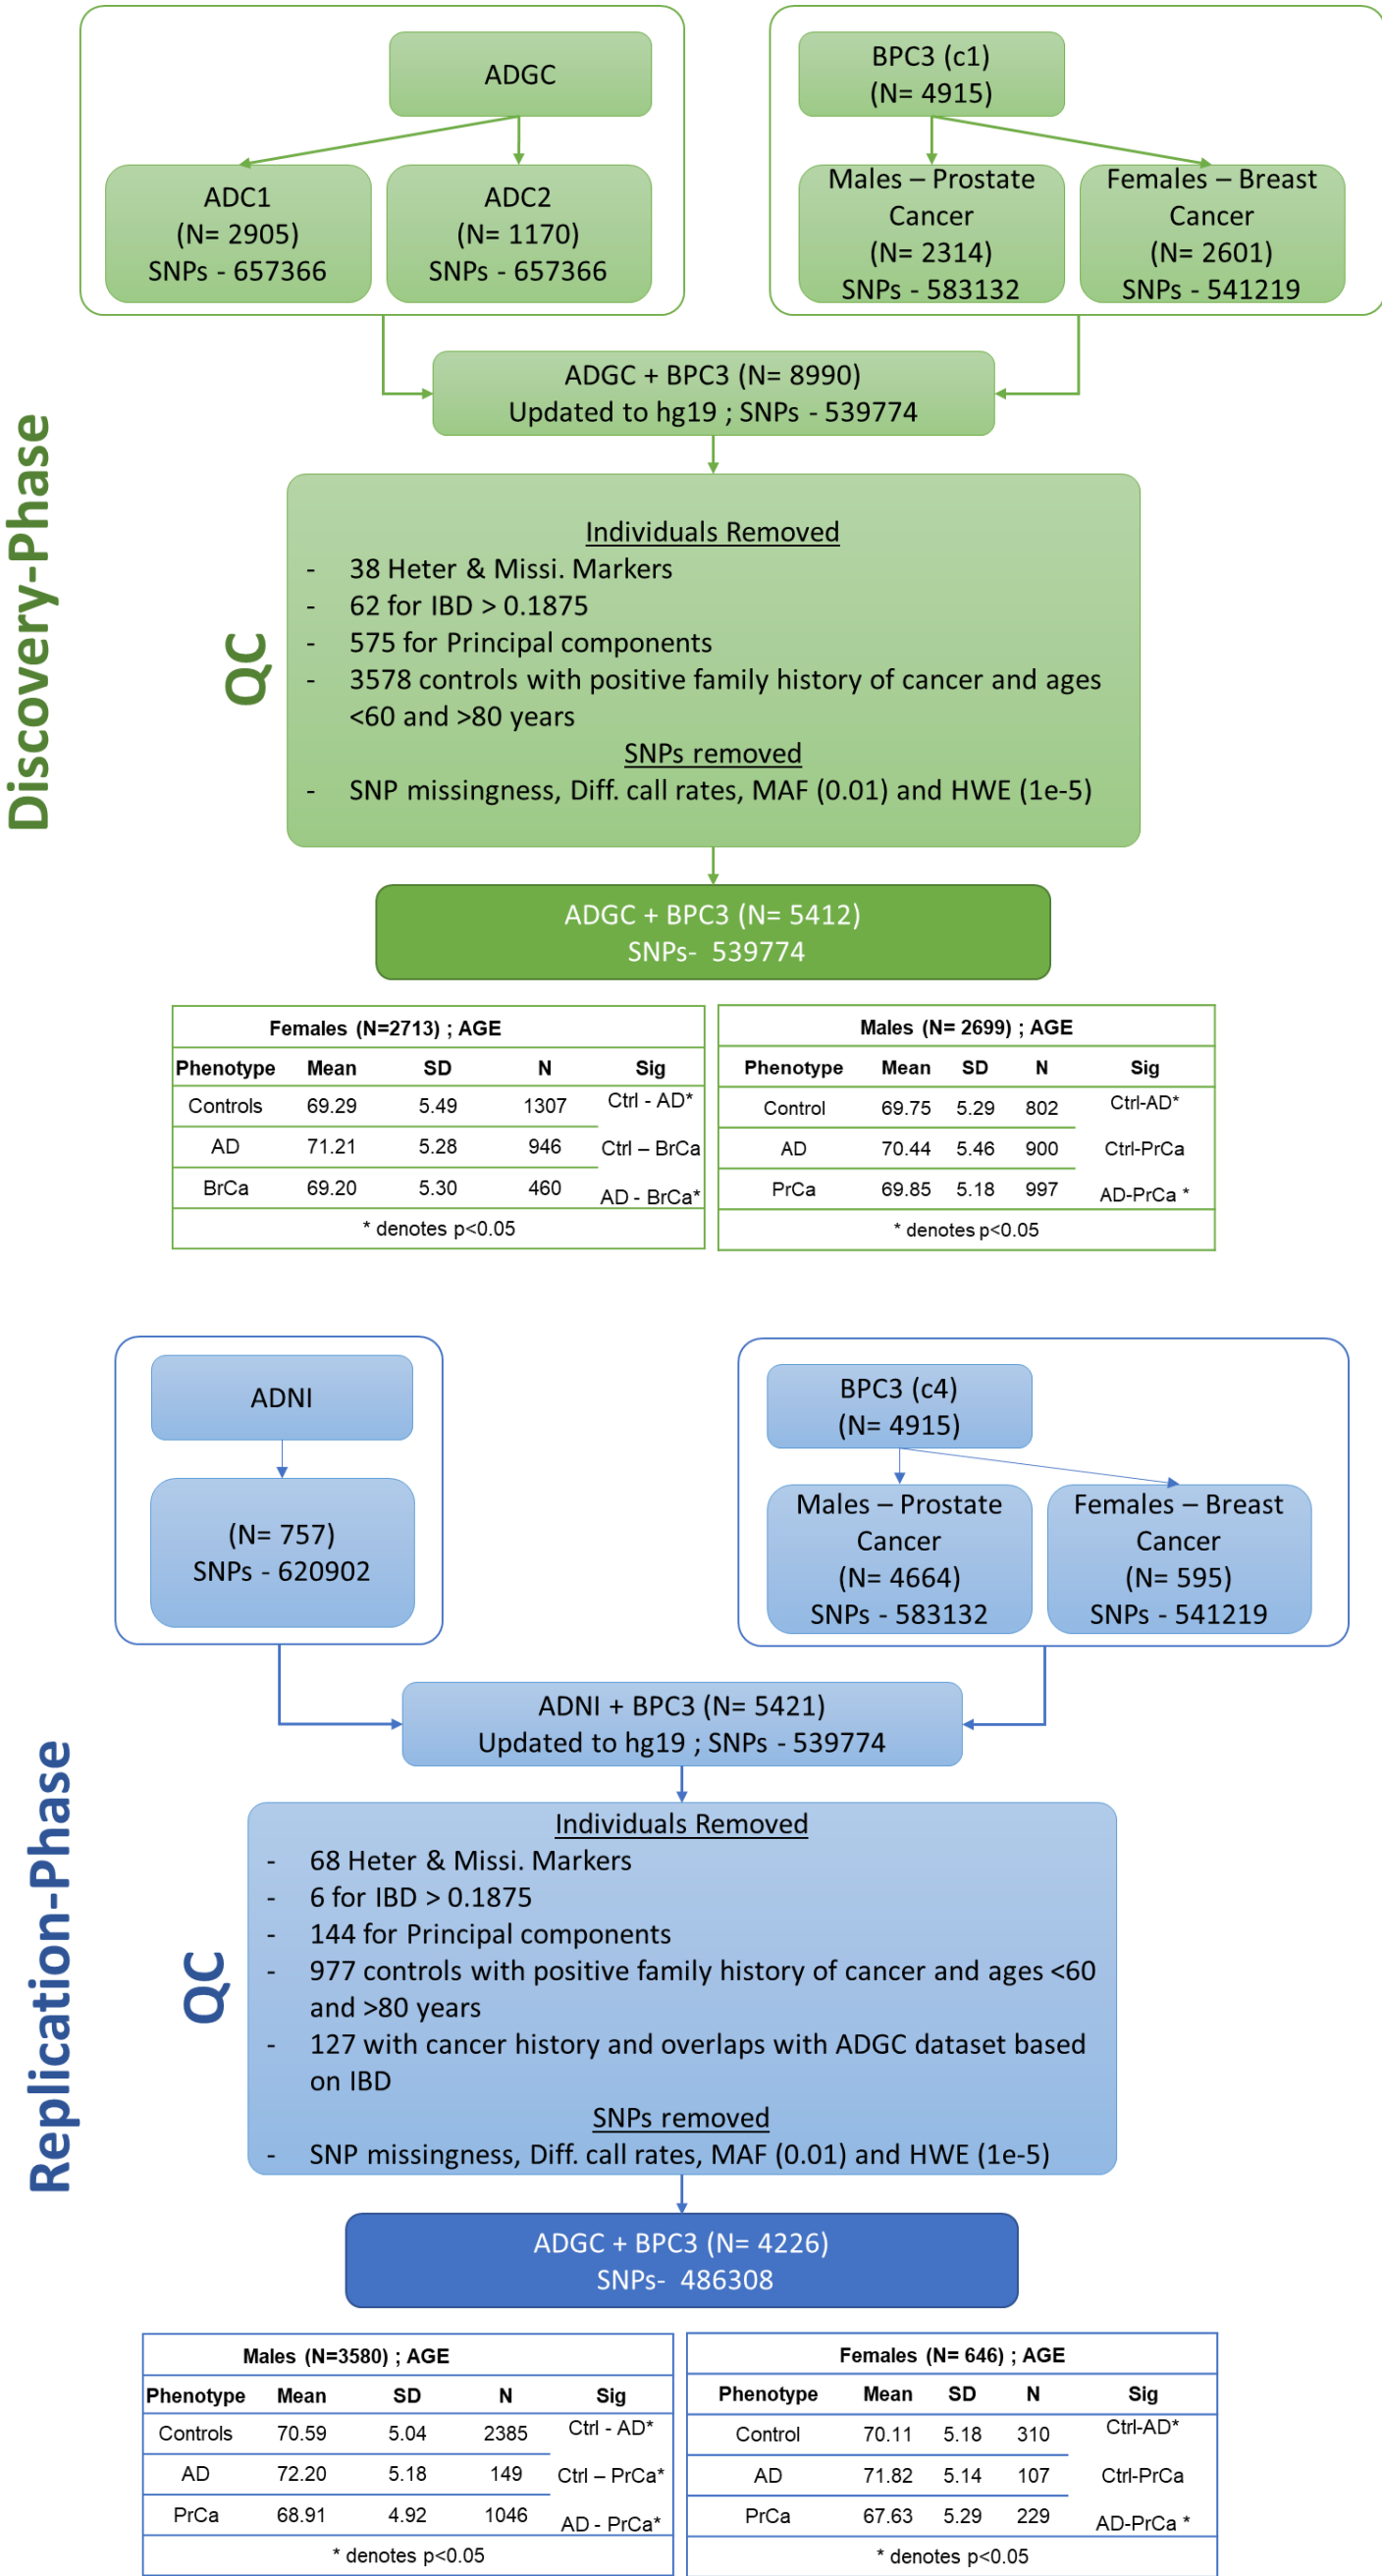 ADGC
BPC3 (c1)
(N= 4915)
ADC1
(N= 2905)
SNPs - 657366
ADC2
(N= 1170)
SNPs - 657366
Males – Prostate
Cancer
(N= 2314)
SNPs - 583132
Females – Breast
Cancer
(N= 2601)
SNPs - 541219
ADGC + BPC3 (N= 8990)
Updated to hg19 ; SNPs - 539774
Discovery-Phase
QC
Individuals Removed
- 38 Heter & Missi. Markers
- 62 for IBD > 0.1875
- 575 for Principal components
- 3578 controls with positive family history of cancer and ages
<60 and >80 years
SNPs removed
- SNP missingness, Diff. call rates, MAF (0.01) and HWE (1e-5)
ADGC + BPC3 (N= 5412)
SNPs- 539774
Females (N=2713) ; AGE
Phenotype Mean SD N Sig
Controls 69.29 5.49 1307 Ctrl - AD*
AD 71.21 5.28 946 Ctrl – BrCa
BrCa 69.20 5.30 460 AD - BrCa*
* denotes p<0.05
Males (N= 2699) ; AGE
Phenotype Mean SD N Sig
Control 69.75 5.29 802 Ctrl-AD*
AD 70.44 5.46 900 Ctrl-PrCa
PrCa 69.85 5.18 997 AD-PrCa *
* denotes p<0.05
ADNI
(N= 757)
SNPs - 620902
BPC3 (c4)
(N= 4915)
Males – Prostate
Cancer
(N= 4664)
SNPs - 583132
Females – Breast
Cancer
(N= 595)
SNPs - 541219
ADNI + BPC3 (N= 5421)
Updated to hg19 ; SNPs - 539774
Replication-Phase
QC
Individuals Removed
- 68 Heter & Missi. Markers
- 6 for IBD > 0.1875
- 144 for Principal components
- 977 controls with positive family history of cancer and ages <60
and >80 years
- 127 with cancer history and overlaps with ADGC dataset based
on IBD
SNPs removed
- SNP missingness, Diff. call rates, MAF (0.01) and HWE (1e-5)
ADGC + BPC3 (N= 4226)
SNPs- 486308
Males (N=3580) ; AGE
Phenotype Mean SD N Sig
Controls 70.59 5.04 2385 Ctrl - AD*
AD 72.20 5.18 149 Ctrl – PrCa*
PrCa 68.91 4.92 1046 AD - PrCa*
* denotes p<0.05
Females (N= 646) ; AGE
Phenotype Mean SD N Sig
Control 70.11 5.18 310 Ctrl-AD*
AD 71.82 5.14 107 Ctrl-PrCa
PrCa 67.63 5.29 229 AD-PrCa *
* denotes p<0.05